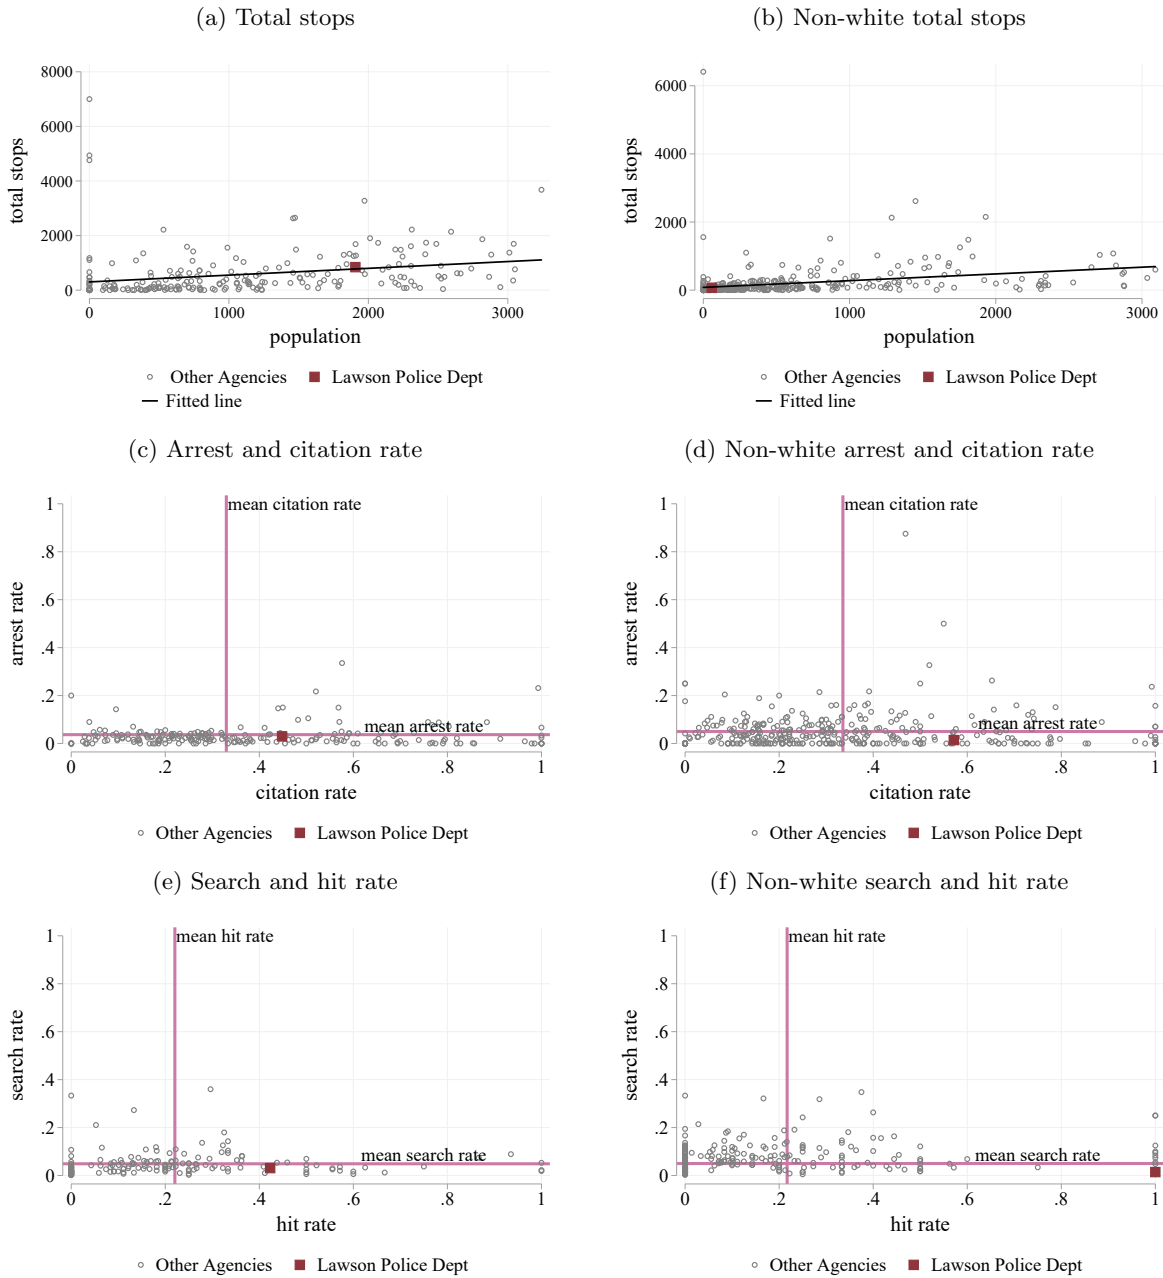 (a) Total stops
total stops
8000
6000
4000
2000
0
0 1000 2000 3000
population
Other Agencies Lawson Police Dept
Fitted line
(b) Non-white total stops
total stops
6000
4000
2000
0
0 1000 2000 3000
population
Other Agencies Lawson Police Dept
Fitted line
(c) Arrest and citation rate
arrest rate
1
.8
.6
.4
.2
0
mean citation rate
mean arrest rate
0 .2 .4 .6 .8 1
citation rate
Other Agencies Lawson Police Dept
(d) Non-white arrest and citation rate
arrest rate
1
.8
.6
.4
.2
0
mean citation rate
mean arrest rate
0 .2 .4 .6 .8 1
citation rate
Other Agencies Lawson Police Dept
(e) Search and hit rate
search rate
1
.8
.6
.4
.2
0
mean hit rate
mean search rate
0 .2 .4 .6 .8 1
hit rate
Other Agencies Lawson Police Dept
(f) Non-white search and hit rate
search rate
1
.8
.6
.4
.2
0
mean hit rate
mean search rate
0 .2 .4 .6 .8 1
hit rate
Other Agencies Lawson Police Dept